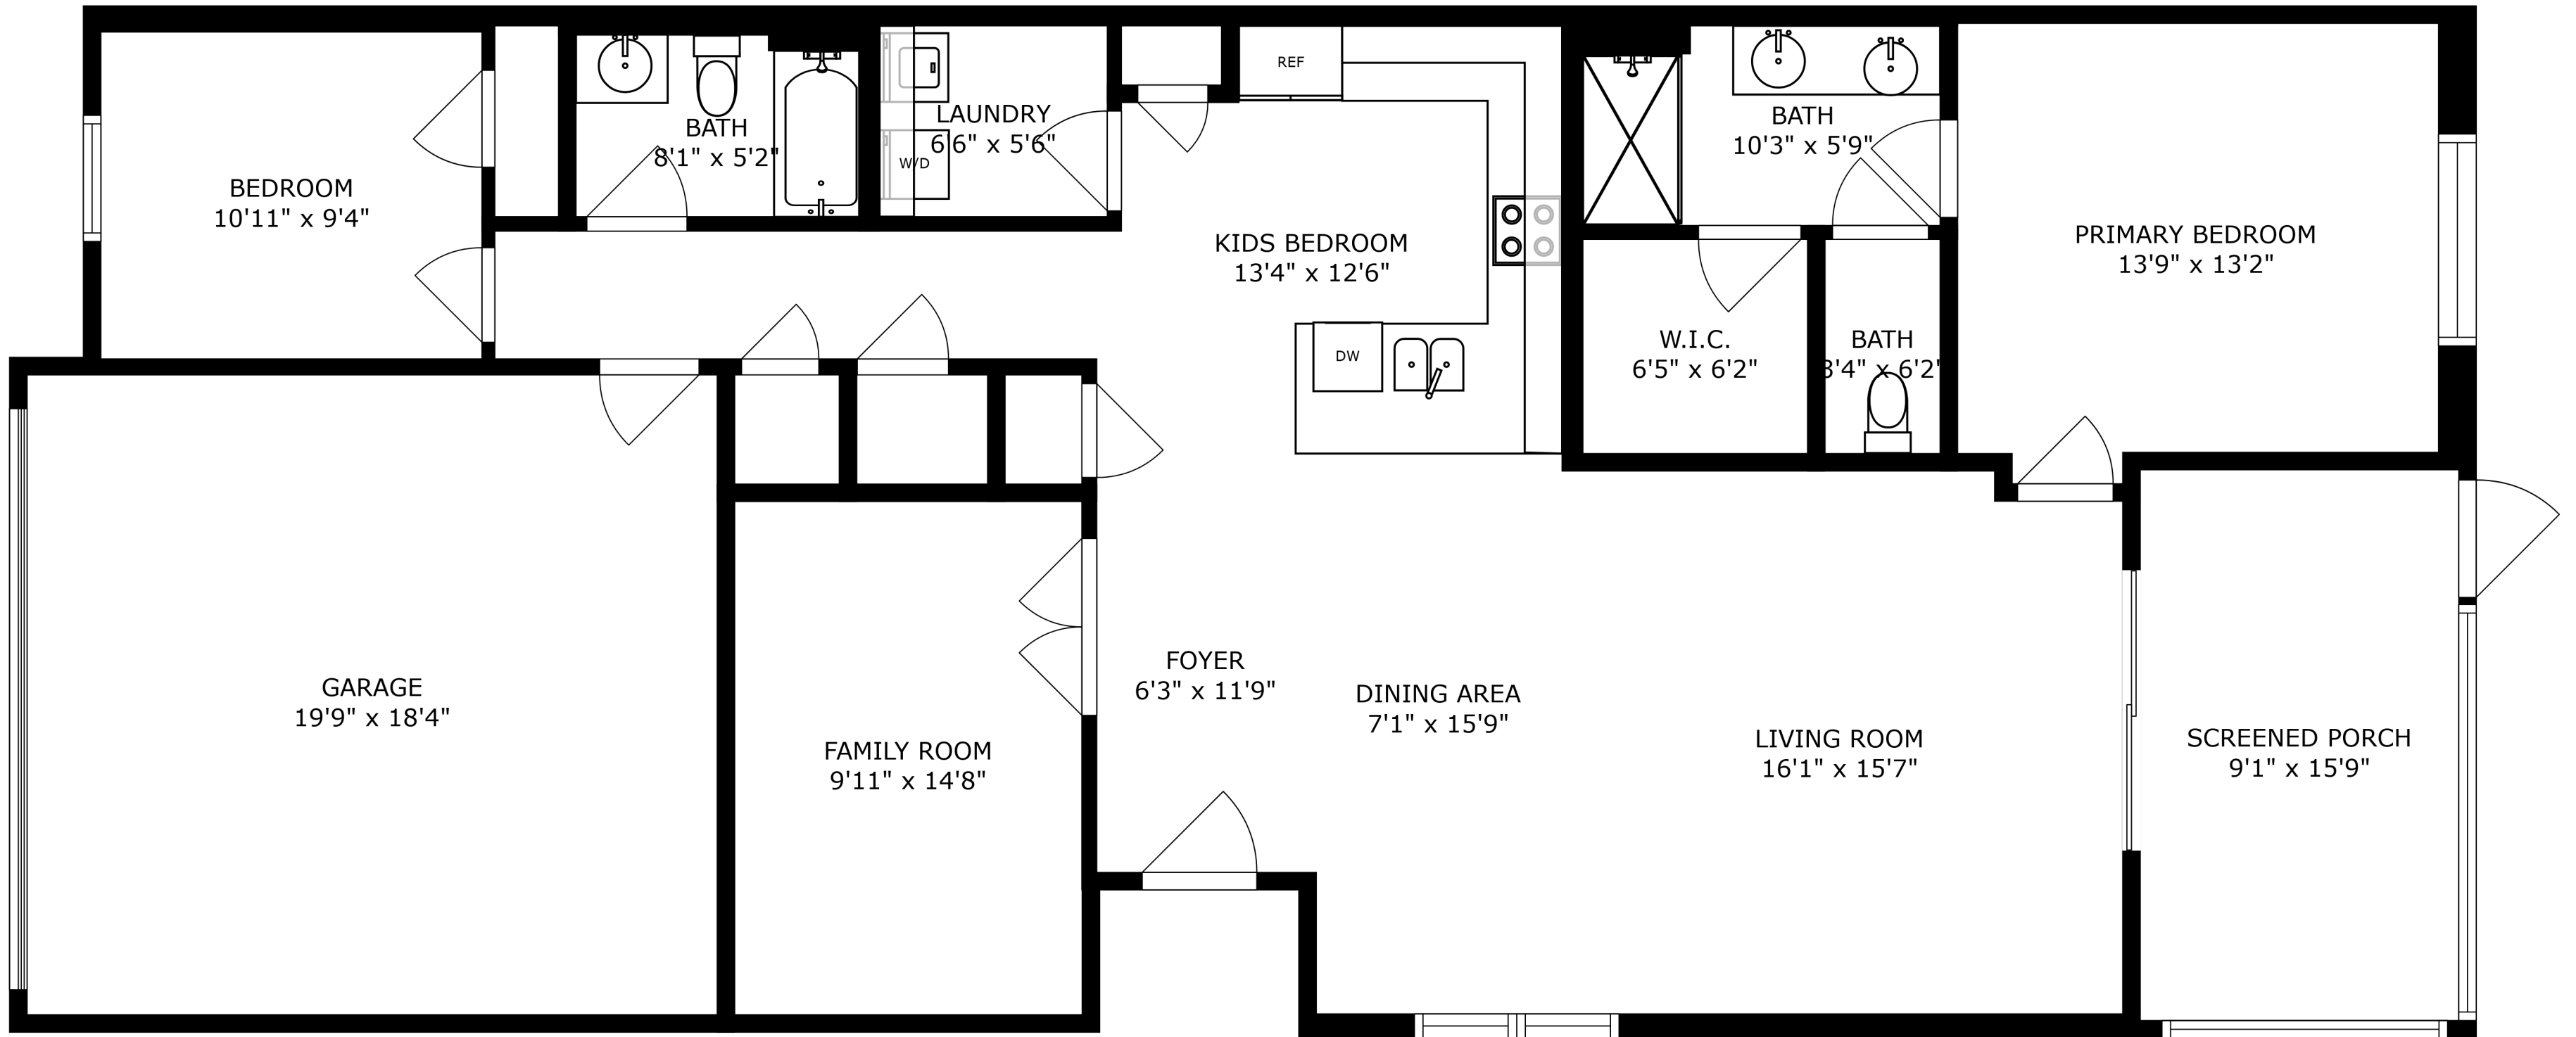 REF
BATH
10'3" x 5'9"
LAUNDRY
6'6" x 5'6"
W/D
BATH
8'1" x 5'2"
BEDROOM
10'11" x 9'4"
KIDS BEDROOM
13'4" x 12'6"
PRIMARY BEDROOM
13'9" x 13'2"
DW
W.I.C.
6'5" x 6'2"
BATH
3'4" x 6'2"
FOYER
6'3" x 11'9"
GARAGE
19'9" x 18'4"
DINING AREA
7'1" x 15'9"
FAMILY ROOM
9'11" x 14'8"
LIVING ROOM
16'1" x 15'7"
SCREENED PORCH
9'1" x 15'9"